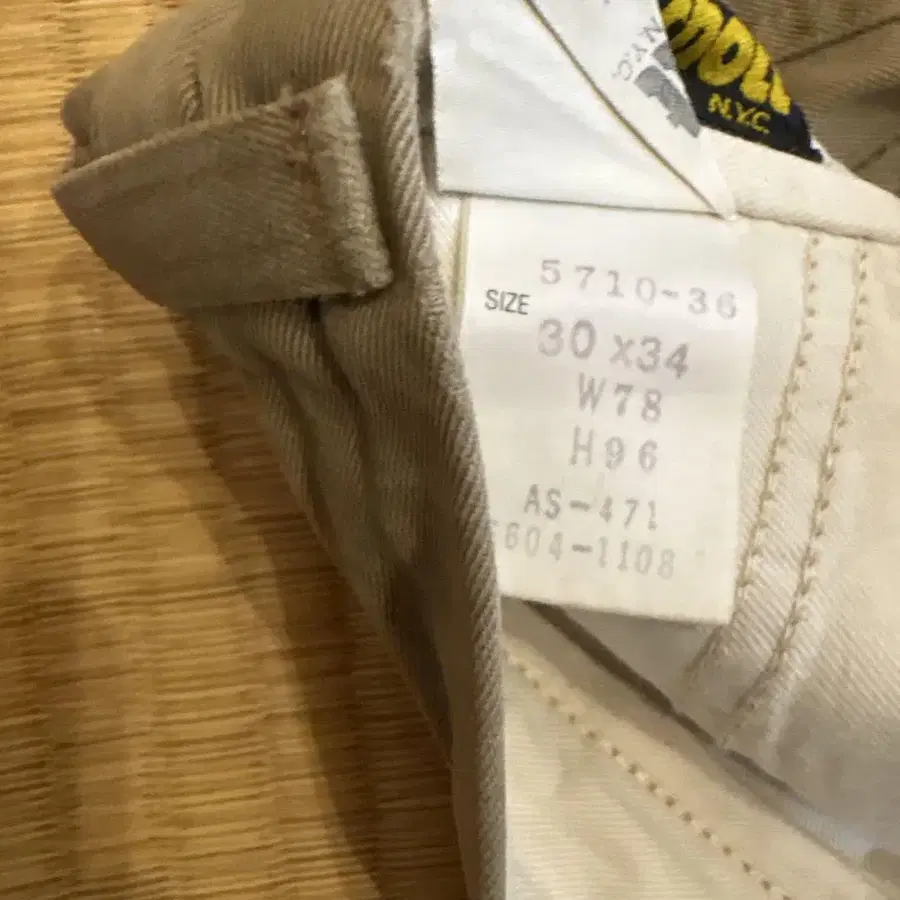 N.Y.C.
N.Y.C.
5710-36
SIZE
30 x34
W78
H96
AS-471
604-1108